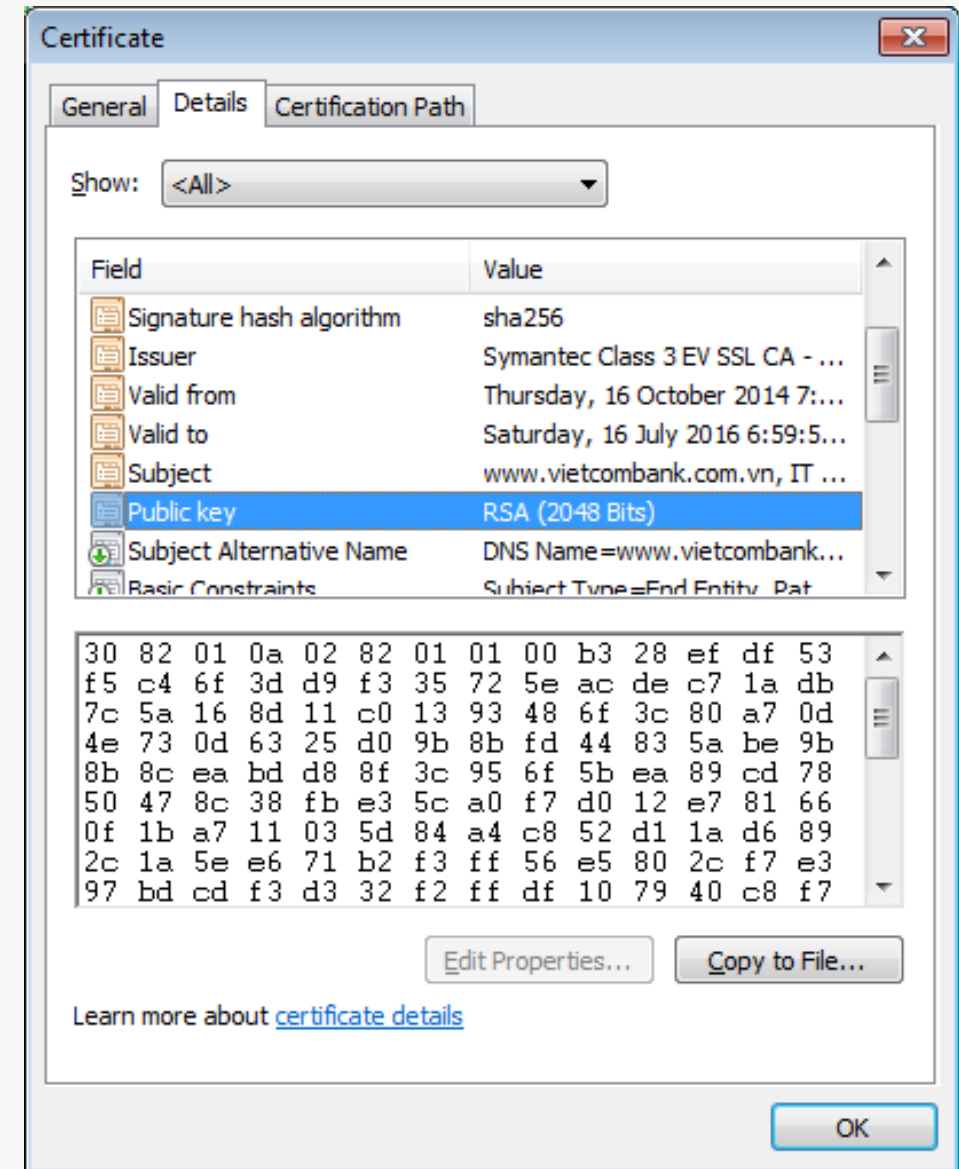 Certificate
General Details Certification Path
Show: <All>
Field Value
Signature hash algorithm sha256
Issuer Symantec Class 3 EV SSL CA - ...
Valid from Thursday, 16 October 2014 7:...
Valid to Saturday, 16 July 2016 6:59:5...
Subject www.vietcombank.com.vn, IT ...
Public key RSA (2048 Bits)
Subject Alternative Name DNS Name=www.vietcombank...
Basic Constraints Subject Type=End Entity, Pat
30 82 01 0a 02 82 01 01 00 b3 28 ef df 53
f5 c4 6f 3d d9 f3 35 72 5e ac de c7 1a db
7c 5a 16 8d 11 c0 13 93 48 6f 3c 80 a7 0d
4e 73 0d 63 25 d0 9b 8b fd 44 83 5a be 9b
8b 8c ea bd d8 8f 3c 95 6f 5b ea 89 cd 78
50 47 8c 38 fb e3 5c a0 f7 d0 12 e7 81 66
0f 1b a7 11 03 5d 84 a4 c8 52 d1 1a d6 89
2c 1a 5e e6 71 b2 f3 ff 56 e5 80 2c f7 e3
97 bd cd f3 d3 32 f2 ff df 10 79 40 c8 f7
Edit Properties... Copy to File...
Learn more about certificate details
OK